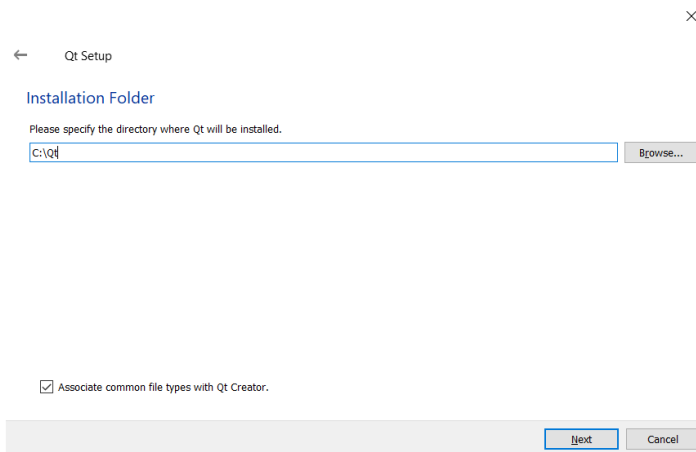 Qt Setup
Installation Folder
Please specify the directory where Qt will be installed.
C:\Qt
Browse...
Associate common file types with Qt Creator.
Next
Cancel